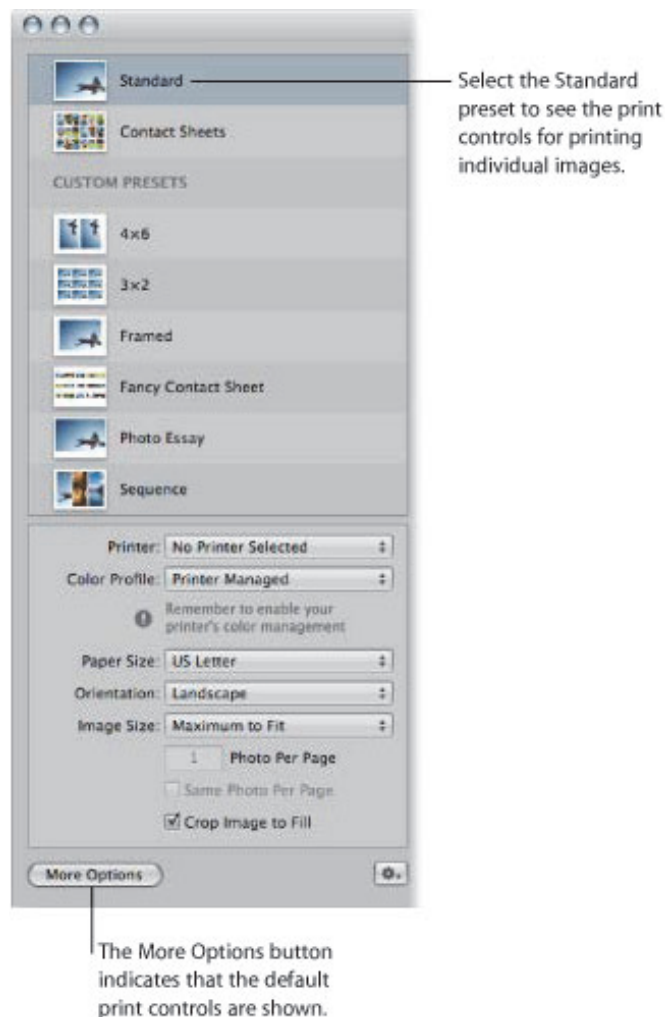 Standard
Select the Standard
preset to see the print
controls for printing
individual images.
Contact Sheets
CUSTOM PRESETS
4×6
3×2
Framed
Fancy Contact Sheet
Photo Essay
Sequence
Printer: No Printer Selected
Color Profile: Printer Managed
Remember to enable your
printer's color management
Paper Size: US Letter
Orientation: Landscape
Image Size: Maximum to Fit
1 Photo Per Page
Same Photo Per Page
Crop Image to Fill
More Options
The More Options button
indicates that the default
print controls are shown.